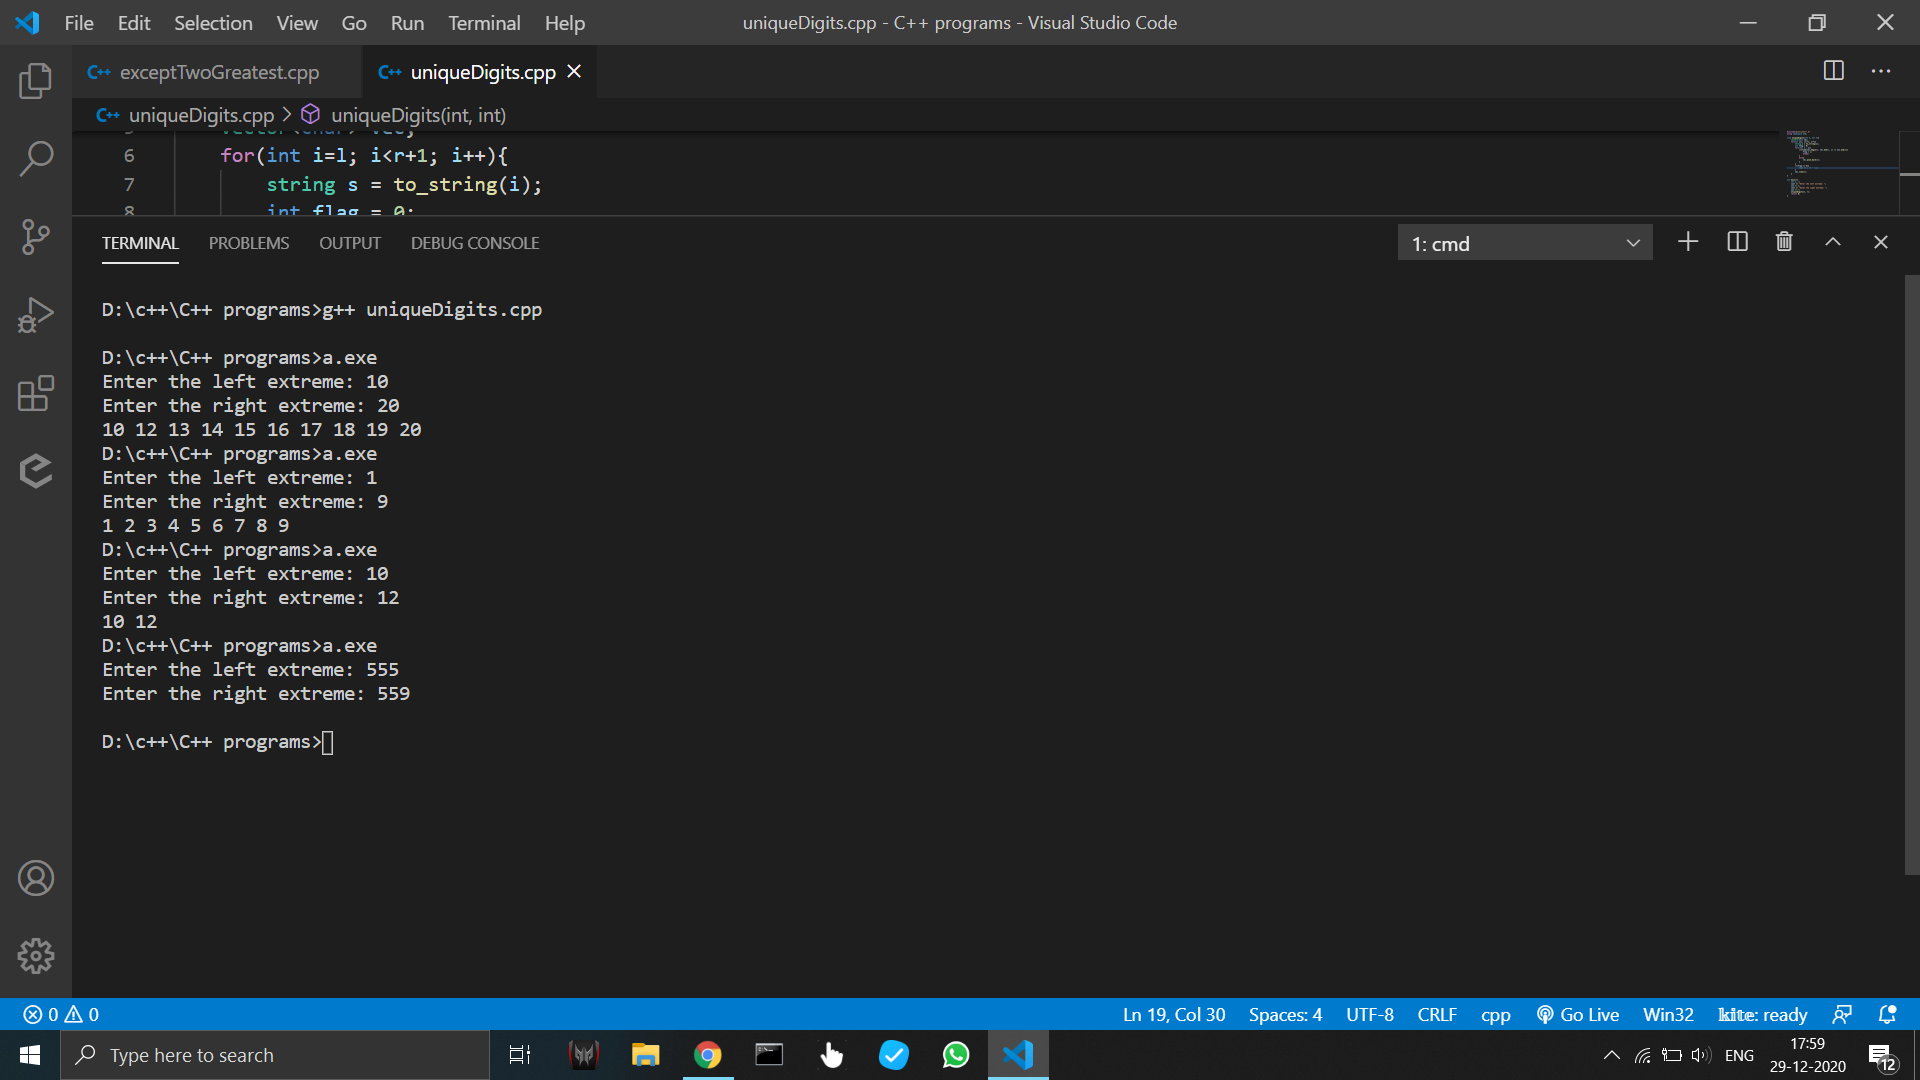 File Edit Selection View Go Run Terminal Help
uniqueDigits.cpp - C++ programs - Visual Studio Code
C++ exceptTwoGreatest.cpp
C++ uniqueDigits.cpp
C++ uniqueDigits.cpp > uniqueDigits(int, int)
6 for(int i=l; i<r+1; i++){
7 string s = to_string(i);
8 int flag = 0;
TERMINAL PROBLEMS OUTPUT DEBUG CONSOLE
1: cmd
D:\c++\C++ programs>g++ uniqueDigits.cpp
D:\c++\C++ programs>a.exe
Enter the left extreme: 10
Enter the right extreme: 20
10 12 13 14 15 16 17 18 19 20
D:\c++\C++ programs>a.exe
Enter the left extreme: 1
Enter the right extreme: 9
1 2 3 4 5 6 7 8 9
D:\c++\C++ programs>a.exe
Enter the left extreme: 10
Enter the right extreme: 12
10 12
D:\c++\C++ programs>a.exe
Enter the left extreme: 555
Enter the right extreme: 559
D:\c++\C++ programs>
0 0
Ln 19, Col 30 Spaces: 4 UTF-8 CRLF cpp Go Live Win32 kite: ready
Type here to search
ENG
17:59
29-12-2020
12